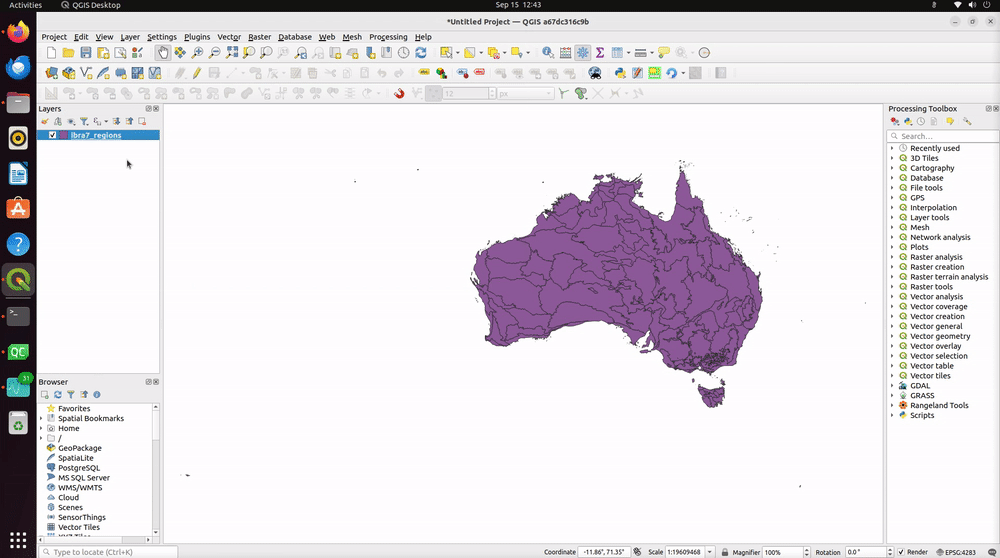 Activities QGIS Desktop Sep 15 12:43
*Untitled Project — QGIS a67dc316c9b
Project Edit View Layer Settings Plugins Vector Raster Database Web Mesh Processing Help
12 px
Layers
ibra7_regions
Processing Toolbox
Search…
Recently used
3D Tiles
Cartography
Database
File tools
GPS
Interpolation
Layer tools
Mesh
Network analysis
Plots
Raster analysis
Raster creation
Raster terrain analysis
Raster tools
Vector analysis
Vector coverage
Vector creation
Vector general
Vector geometry
Vector overlay
Vector selection
Vector table
Vector tiles
GDAL
GRASS
Rangeland Tools
Scripts
QC
31
Browser
Favorites
Spatial Bookmarks
Home
/
GeoPackage
SpatiaLite
PostgreSQL
MS SQL Server
WMS/WMTS
Cloud
Scenes
SensorThings
Vector Tiles
XYZ Tiles
Type to locate (Ctrl+K) Coordinate -11.86°, 71.35° Scale 1:19609468 Magnifier 100% Rotation 0.0° Render EPSG:4283